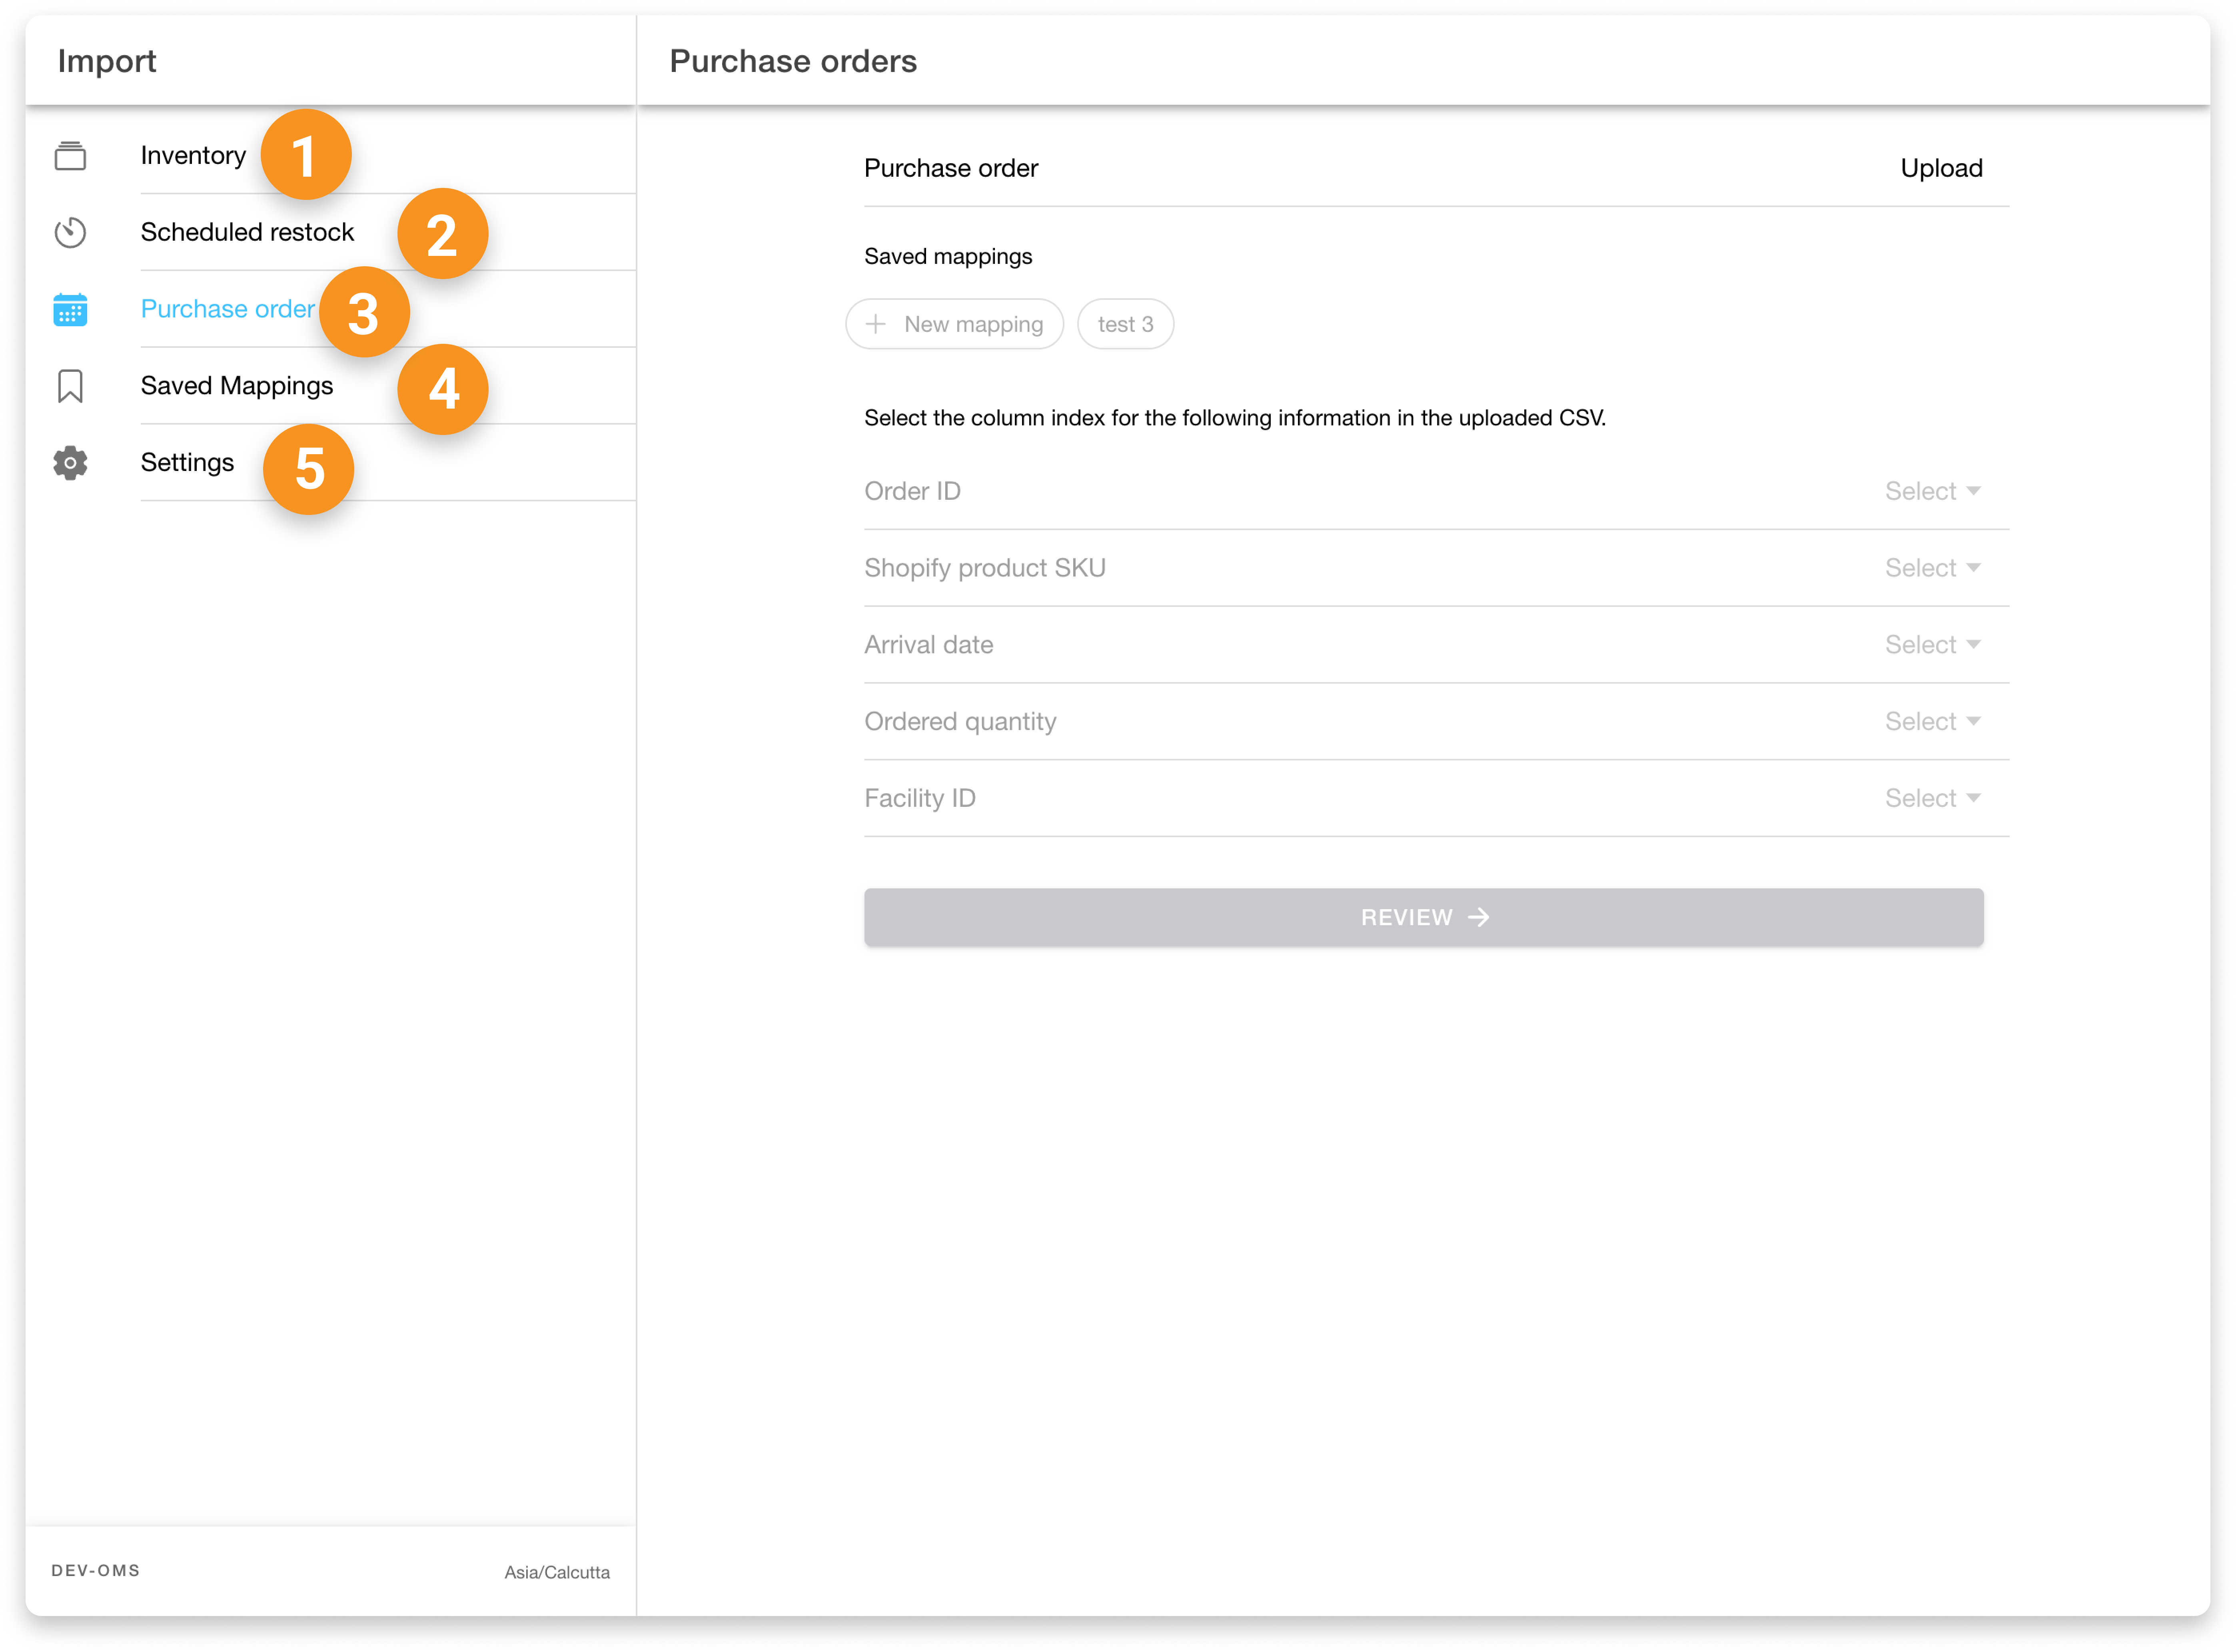 Import
Inventory 1
Scheduled restock 2
Purchase order 3
Saved Mappings 4
Settings 5
DEV-OMS Asia/Calcutta
Purchase orders
Purchase order Upload
Saved mappings
New mapping test 3
Select the column index for the following information in the uploaded CSV.
Order ID Select
Shopify product SKU Select
Arrival date Select
Ordered quantity Select
Facility ID Select
REVIEW